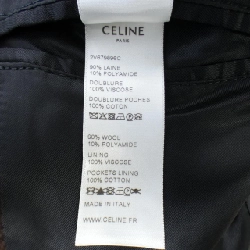 CELINE
PARIS
90% LAINE
10% POLYAMIDE
DOUBLURE
100% VISCOSE
DOUBLURE POCHES
100% COTON
90% WOOL
10% POLYAMIDE
LINING
100% VISCOSE
POCKETS LINING
100% COTTON
MADE IN ITALY
WWW.CELINE.FR